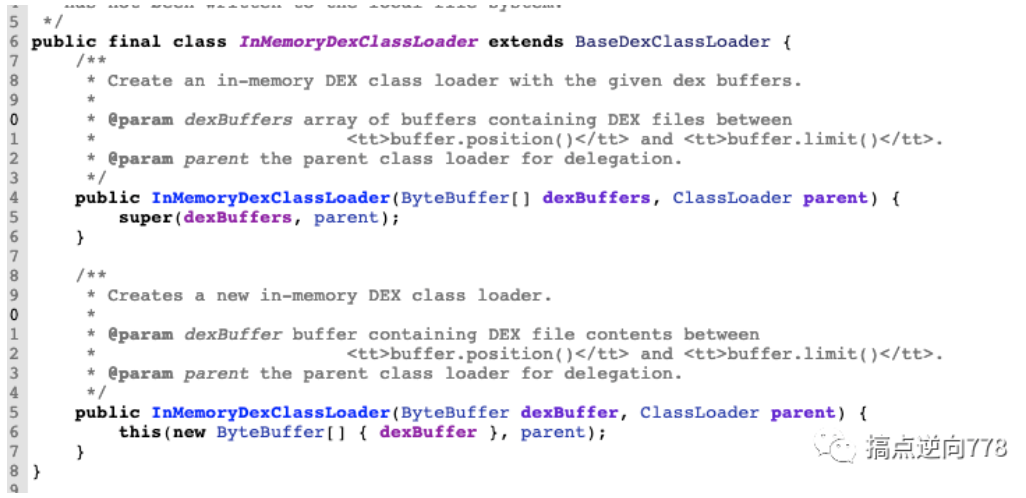 5  */
6 public final class InMemoryDexClassLoader extends BaseDexClassLoader {
7     /**
8      * Create an in-memory DEX class loader with the given dex buffers.
9      *
0      * @param dexBuffers array of buffers containing DEX files between
1      *                       <tt>buffer.position()</tt> and <tt>buffer.limit()</tt>.
2      * @param parent the parent class loader for delegation.
3      */
4     public InMemoryDexClassLoader(ByteBuffer[] dexBuffers, ClassLoader parent) {
5         super(dexBuffers, parent);
6     }
7
8     /**
9      * Creates a new in-memory DEX class loader.
0      *
1      * @param dexBuffer buffer containing DEX file contents between
2      *                       <tt>buffer.position()</tt> and <tt>buffer.limit()</tt>.
3      * @param parent the parent class loader for delegation.
4      */
5     public InMemoryDexClassLoader(ByteBuffer dexBuffer, ClassLoader parent) {
6         this(new ByteBuffer[] { dexBuffer }, parent);
7     }
8 }
9
搞点逆向778